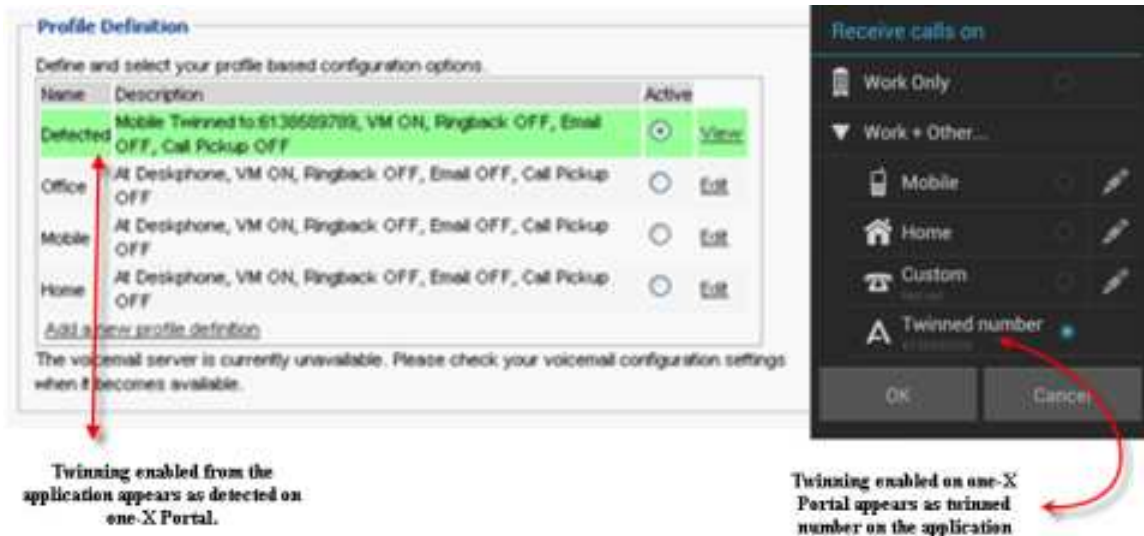 Profile Definition
Define and select your profile based configuration options.
Name Description Active
Detected Mobile Twinned to:6138589789, VM ON, Ringback OFF, Email OFF, Call Pickup OFF View
Office At Deskphone, VM ON, Ringback OFF, Email OFF, Call Pickup OFF Edit
Mobile At Deskphone, VM ON, Ringback OFF, Email OFF, Call Pickup OFF Edit
Home At Deskphone, VM ON, Ringback OFF, Email OFF, Call Pickup OFF Edit
Add a new profile definition
The voicemail server is currently unavailable. Please check your voicemail configuration settings
when it becomes available.
Receive calls on
Work Only
Work + Other...
Mobile
Home
Custom
Twinned number
OK Cancel
Twinning enabled from the
application appears as detected on
one-X Portal.
Twinning enabled on one-X
Portal appears as twinned
number on the application